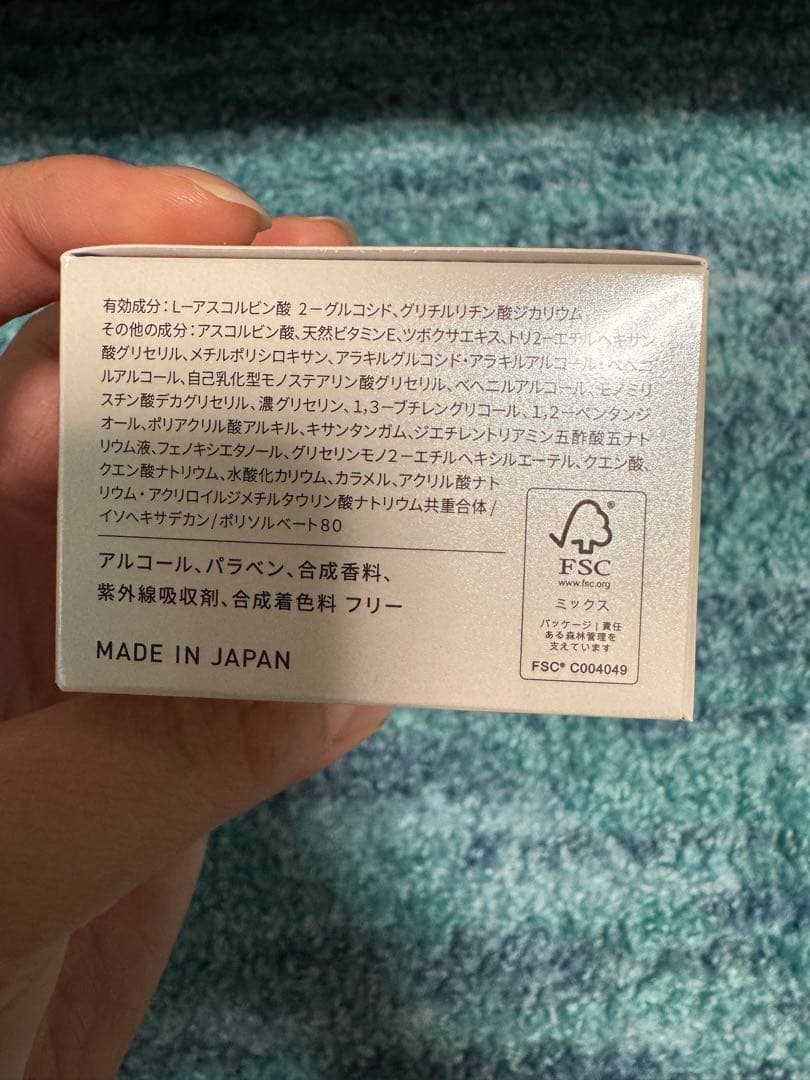 有効成分：L－アスコルビン酸 2－グルコシド、グリチルリチン酸ジカリウム
その他の成分：アスコルビン酸、天然ビタミンE、ツボクサエキス、トリ2－エチルヘキサン
酸グリセリル、メチルポリシロキサン、アラキルグルコシド・アラキルアルコール・ベヘニ
ルアルコール、自己乳化型モノステアリン酸グリセリル、ベヘニルアルコール、モノミリ
スチン酸デカグリセリル、濃グリセリン、1,3－ブチレングリコール、1,2－ペンタンジ
オール、ポリアクリル酸アルキル、キサンタンガム、ジエチレントリアミン五酢酸五ナト
リウム液、フェノキシエタノール、グリセリンモノ2－エチルヘキシルエーテル、クエン酸、
クエン酸ナトリウム、水酸化カリウム、カラメル、アクリル酸ナト
リウム・アクリロイルジメチルタウリン酸ナトリウム共重合体/
イソヘキサデカン/ポリソルベート80
アルコール、パラベン、合成香料、
紫外線吸収剤、合成着色料 フリー
MADE IN JAPAN
®
FSC
www.fsc.org
ミックス
パッケージ | 責任
ある森林管理を
支えています
FSC® C004049